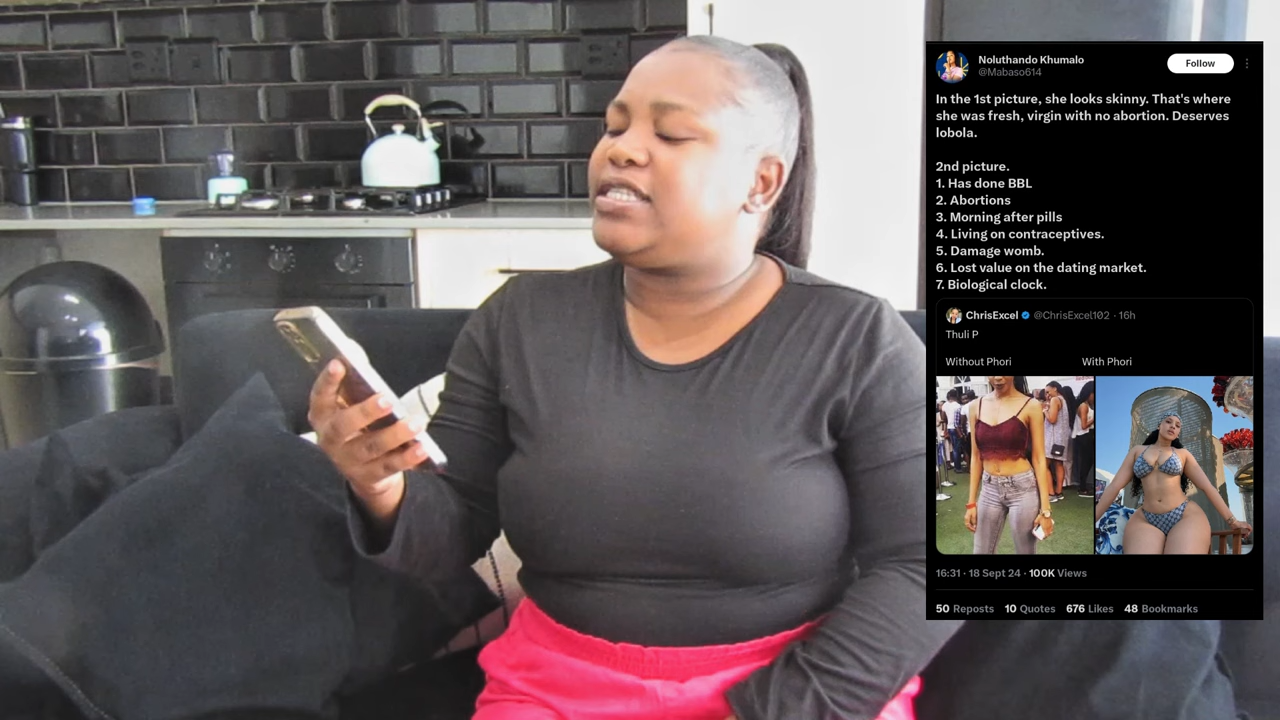 Noluthando Khumalo
@Mabaso614
Follow
In the 1st picture, she looks skinny. That's where
she was fresh, virgin with no abortion. Deserves
lobola.
2nd picture.
1. Has done BBL
2. Abortions
3. Morning after pills
4. Living on contraceptives.
5. Damage womb.
6. Lost value on the dating market.
7. Biological clock.
ChrisExcel @ChrisExcel102 · 16h
Thuli P
Without Phori With Phori
16:31 · 18 Sept 24 · 100K Views
50 Reposts 10 Quotes 676 Likes 48 Bookmarks